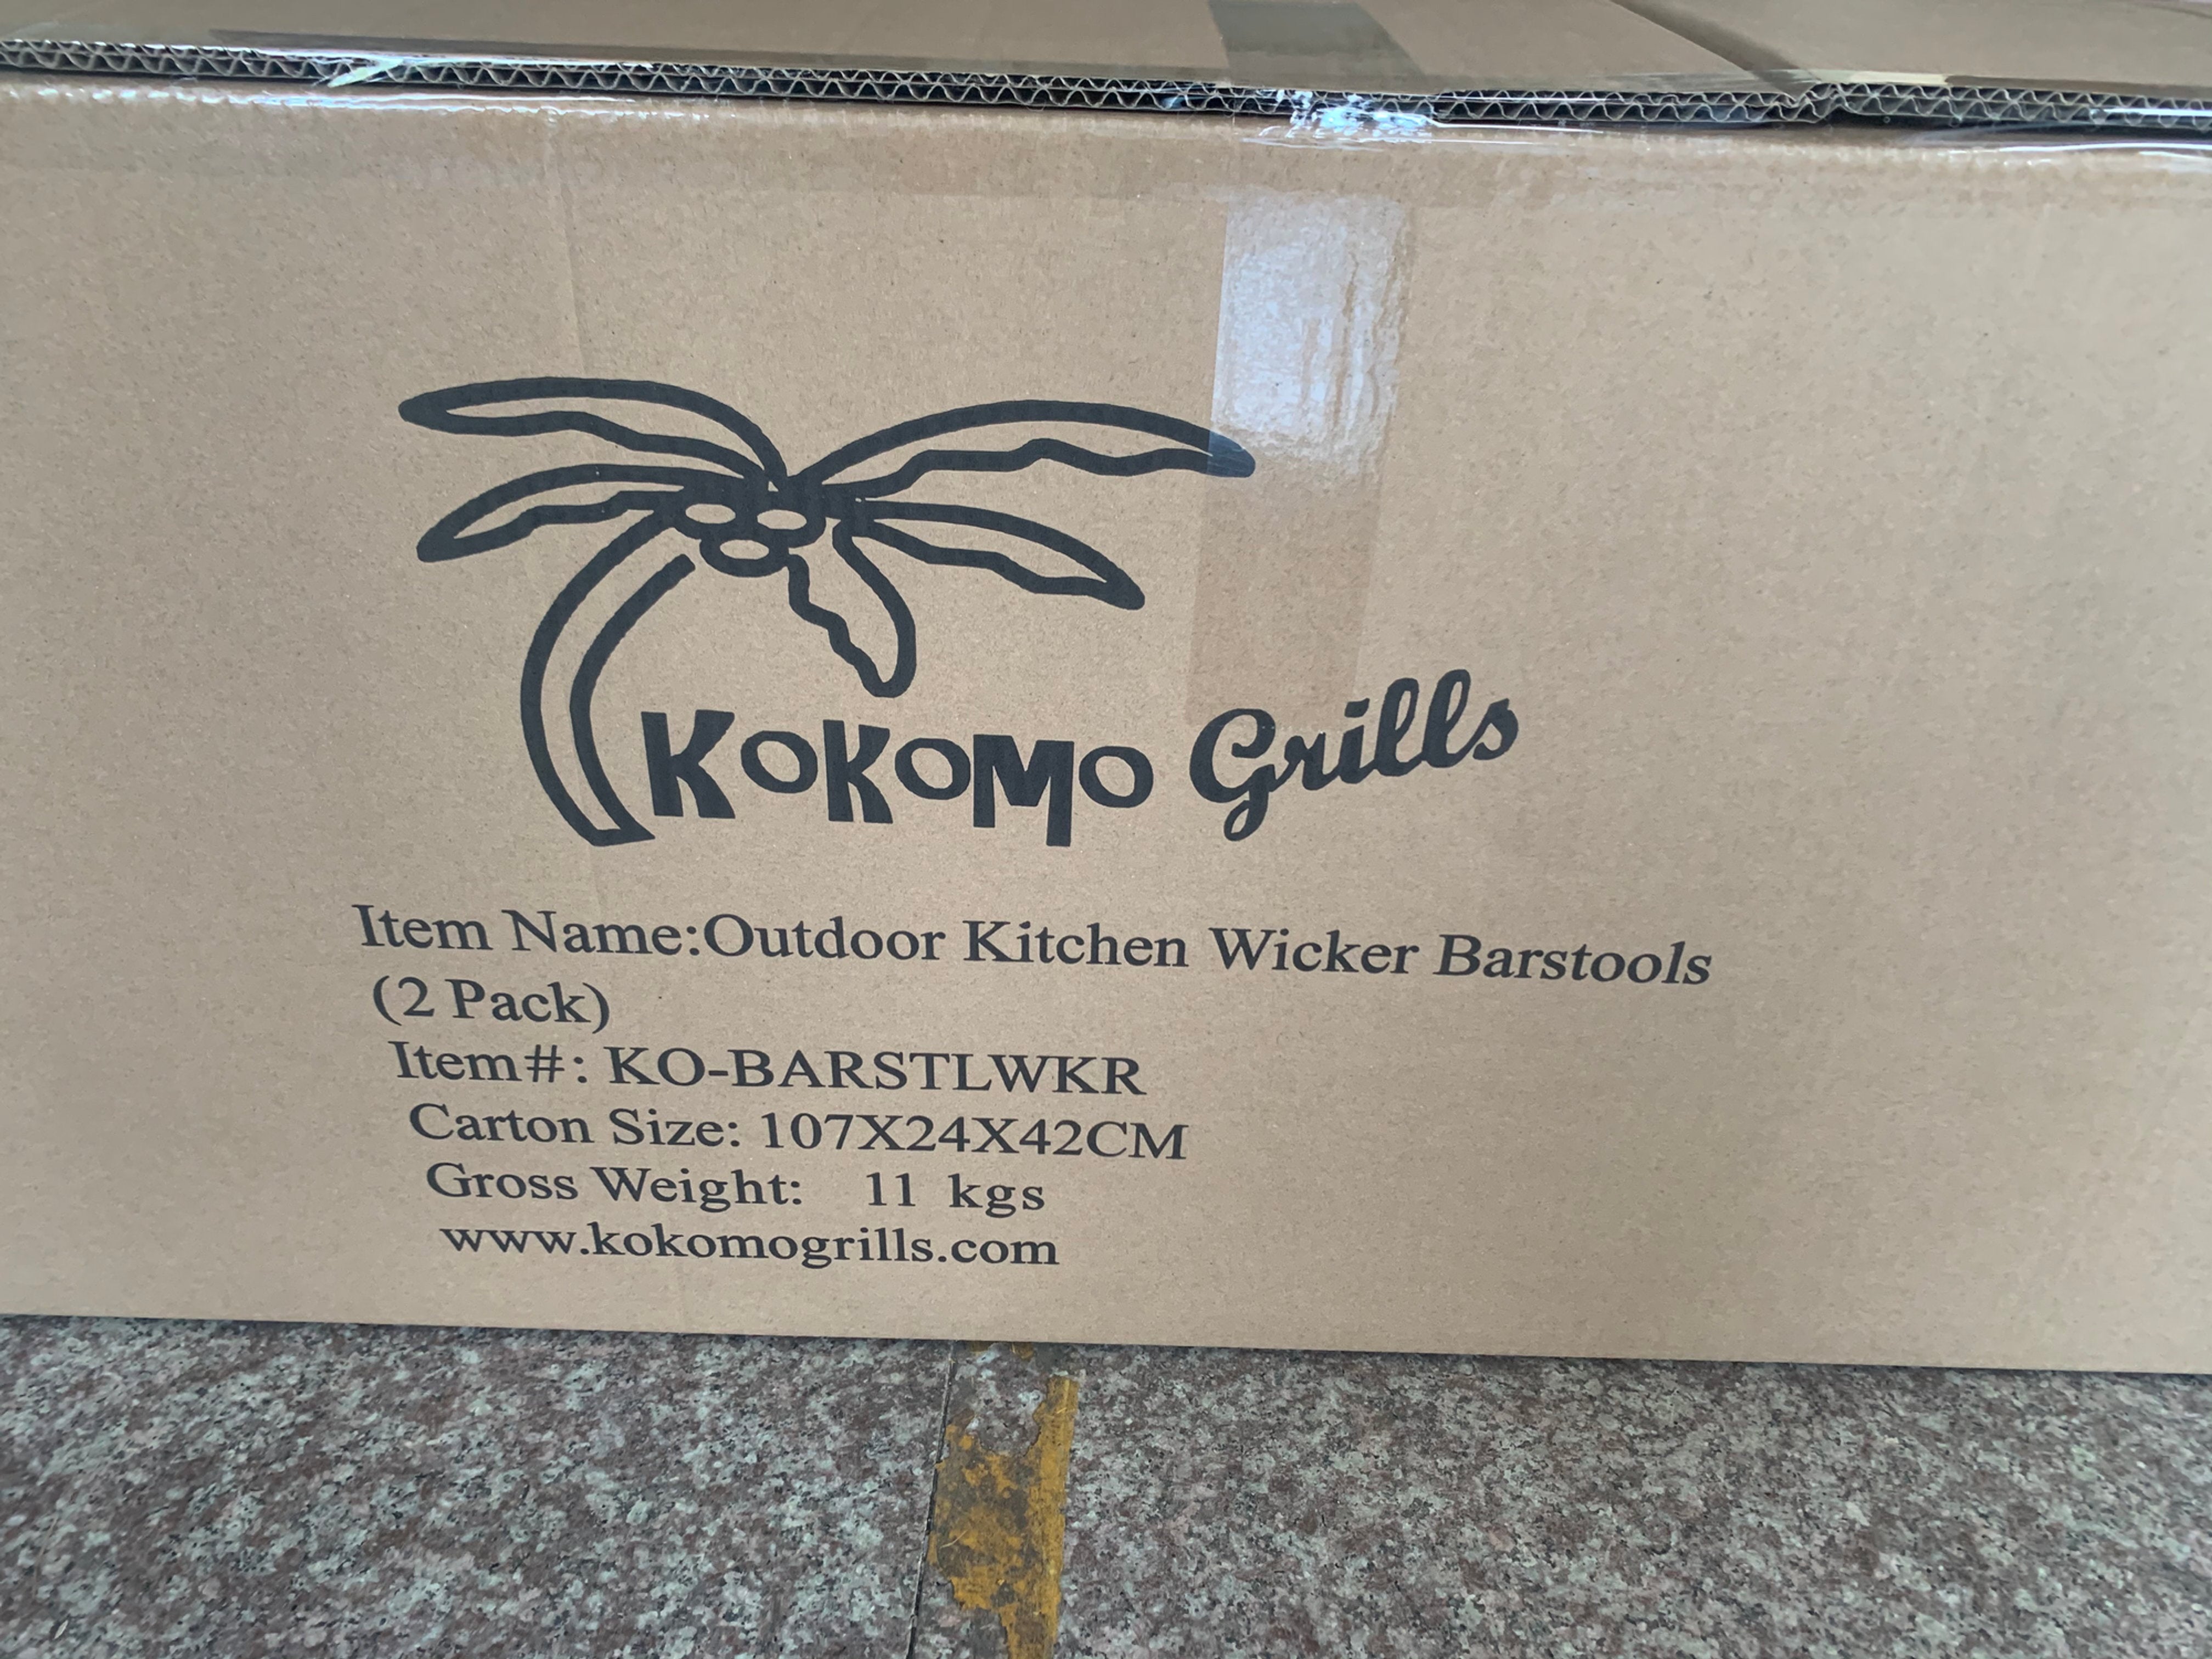 KOKOMO Grills
Item Name:Outdoor Kitchen Wicker Barstools
(2 Pack)
Item#: KO-BARSTLWKR
Carton Size: 107X24X42CM
Gross Weight: 11 kgs
www.kokomogrills.com